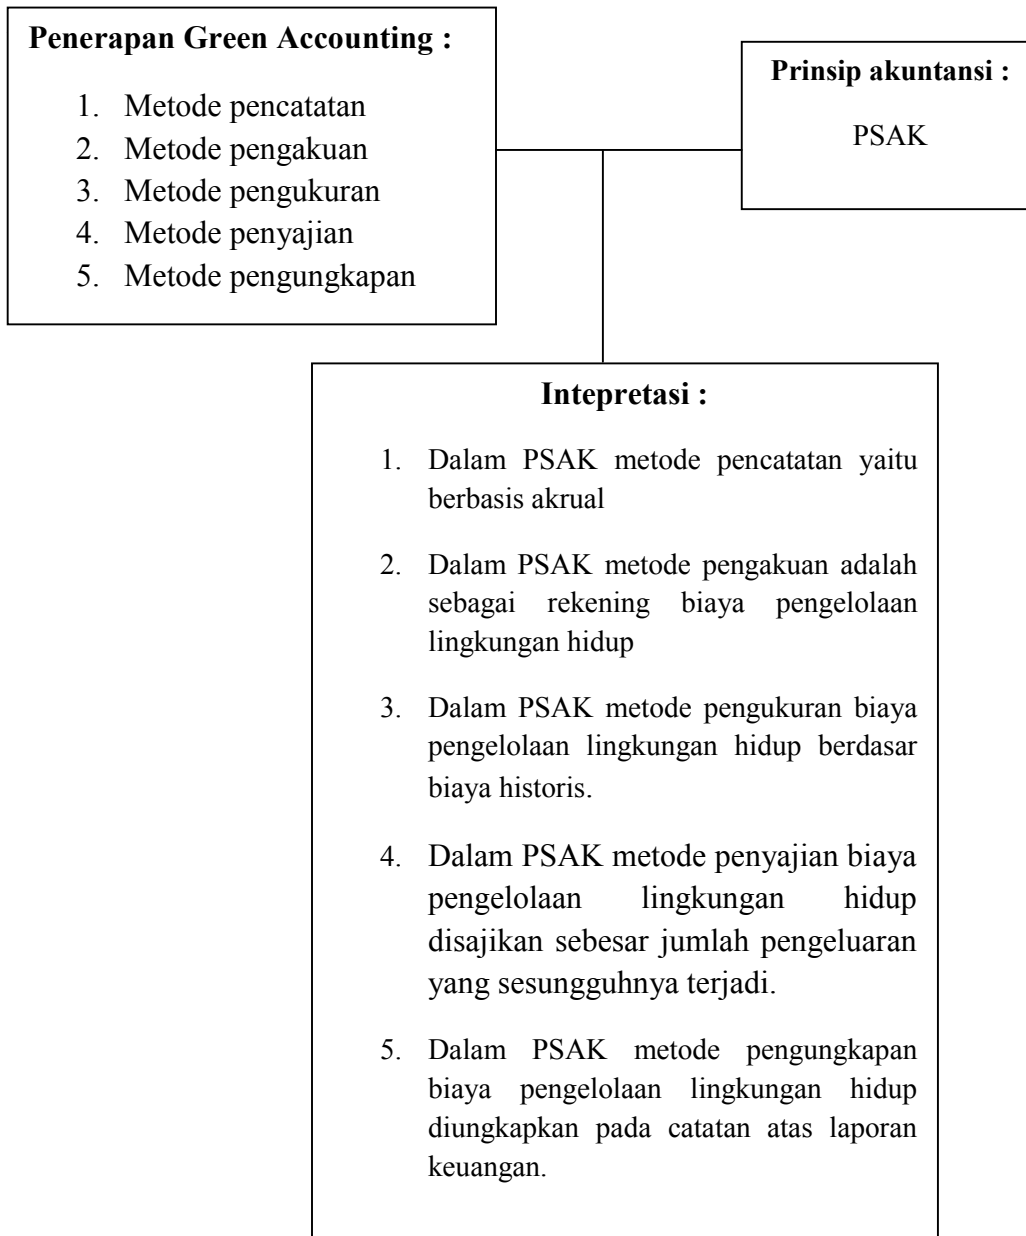 Penerapan Green Accounting :
1. Metode pencatatan
2. Metode pengakuan
3. Metode pengukuran
4. Metode penyajian
5. Metode pengungkapan
Prinsip akuntansi :
PSAK
Intepretasi :
1. Dalam PSAK metode pencatatan yaitu
berbasis akrual
2. Dalam PSAK metode pengakuan adalah
sebagai rekening biaya pengelolaan
lingkungan hidup
3. Dalam PSAK metode pengukuran biaya
pengelolaan lingkungan hidup berdasar
biaya historis.
4. Dalam PSAK metode penyajian biaya
pengelolaan lingkungan hidup
disajikan sebesar jumlah pengeluaran
yang sesungguhnya terjadi.
5. Dalam PSAK metode pengungkapan
biaya pengelolaan lingkungan hidup
diungkapkan pada catatan atas laporan
keuangan.